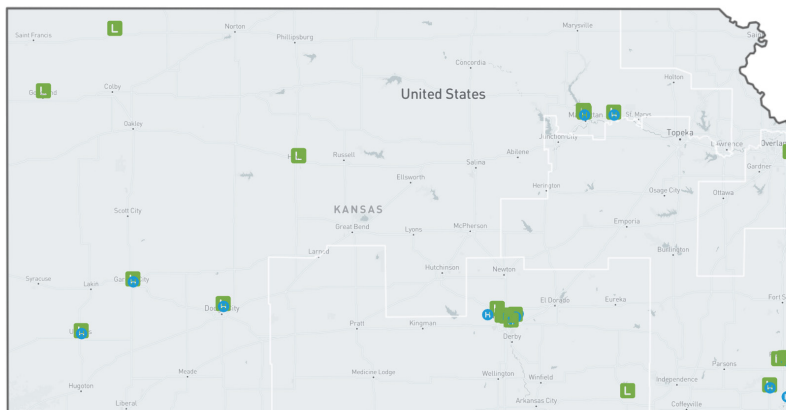 Saint Francis
L
Norton
Phillipsburg
Marysville
L
Colby
Concordia
Holton
United States
L
St Marys
Oakley
Topeka
Lawrence
L
Russell
Salina
Abilene
Junction City
Gardner
Ellsworth
Herington
Osage City
Ottawa
Scott City
KANSAS
Great Bend
Lyons
McPherson
Emporia
Larned
Burlington
Syracuse
Lakin
H
Hutchinson
Newton
El Dorado
Eureka
H
H
Pratt
Kingman
Derby
H
Meade
Medicine Lodge
Wellington
Winfield
Parsons
Hugoton
Liberal
L
Independence
H
Arkansas City
Coffeyville